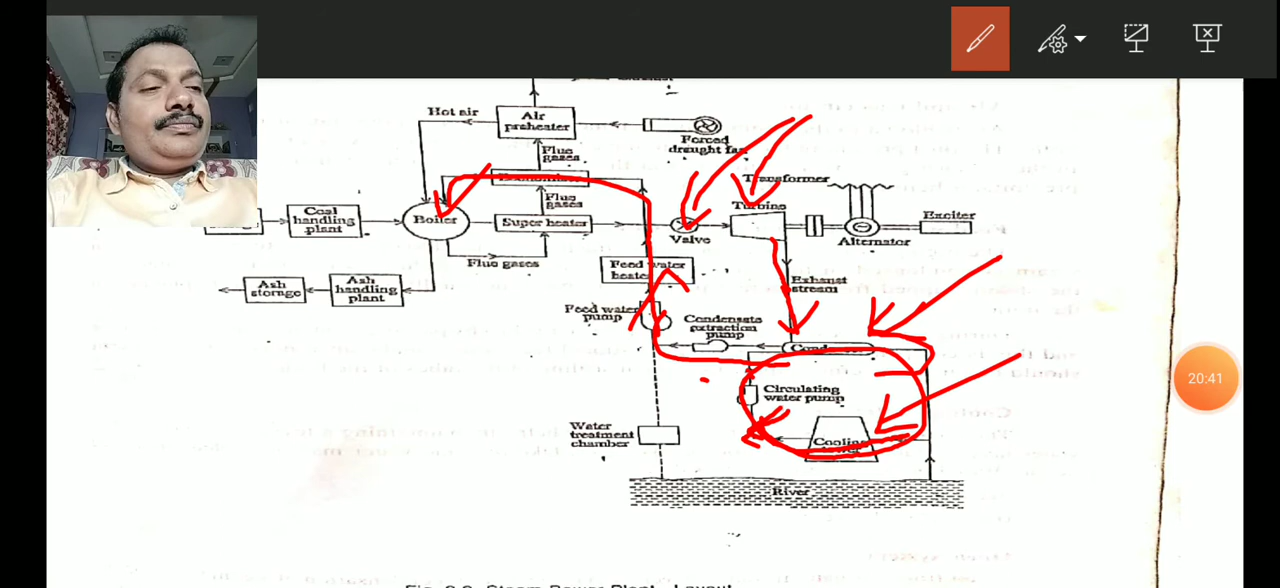 Hot air
Air
preheater
Flue
gases
Forced
draught fan
Transformer
Turbine
Flue
gases
Coal
handling
plant
Boiler
Super heater
Valve
Exciter
Alternator
Flue gases
Feed water
heater
Exhaust
stream
Ash
storage
Ash
handling
plant
Feed water
pump
Condensate
extraction
pump
Circulating
water pump
20:41
Water
treatment
chamber
Cooling
River